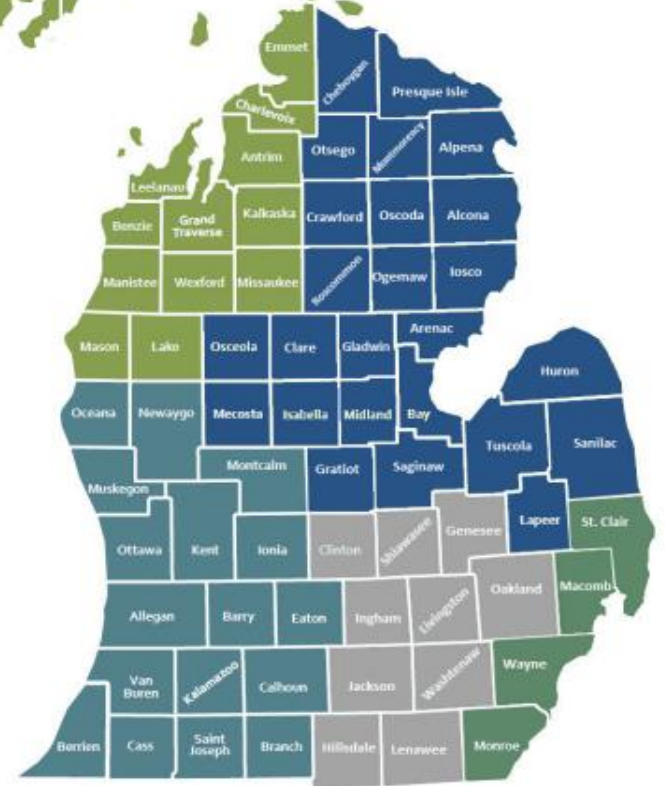 Emmet
Cheboygan
Presque Isle
Charlevoix
Antrim
Otsego
Montmorency
Alpena
Leelanau
Benzie
Grand
Traverse
Kalkaska
Crawford
Oscoda
Alcona
Manistee
Wexford
Missaukee
Roscommon
Ogemaw
Iosco
Mason
Lake
Osceola
Clare
Gladwin
Arenac
Huron
Oceana
Newaygo
Mecosta
Isabella
Midland
Bay
Tuscola
Sanilac
Muskegon
Montcalm
Gratiot
Saginaw
Ottawa
Kent
Ionia
Clinton
Shiawasee
Genesee
Lapeer
St. Clair
Allegan
Barry
Eaton
Ingham
Livingston
Oakland
Macomb
Van
Buren
Kalamazoo
Calhoun
Jackson
Washtenaw
Wayne
Berrien
Cass
Saint
Joseph
Branch
Hillsdale
Lenawee
Monroe